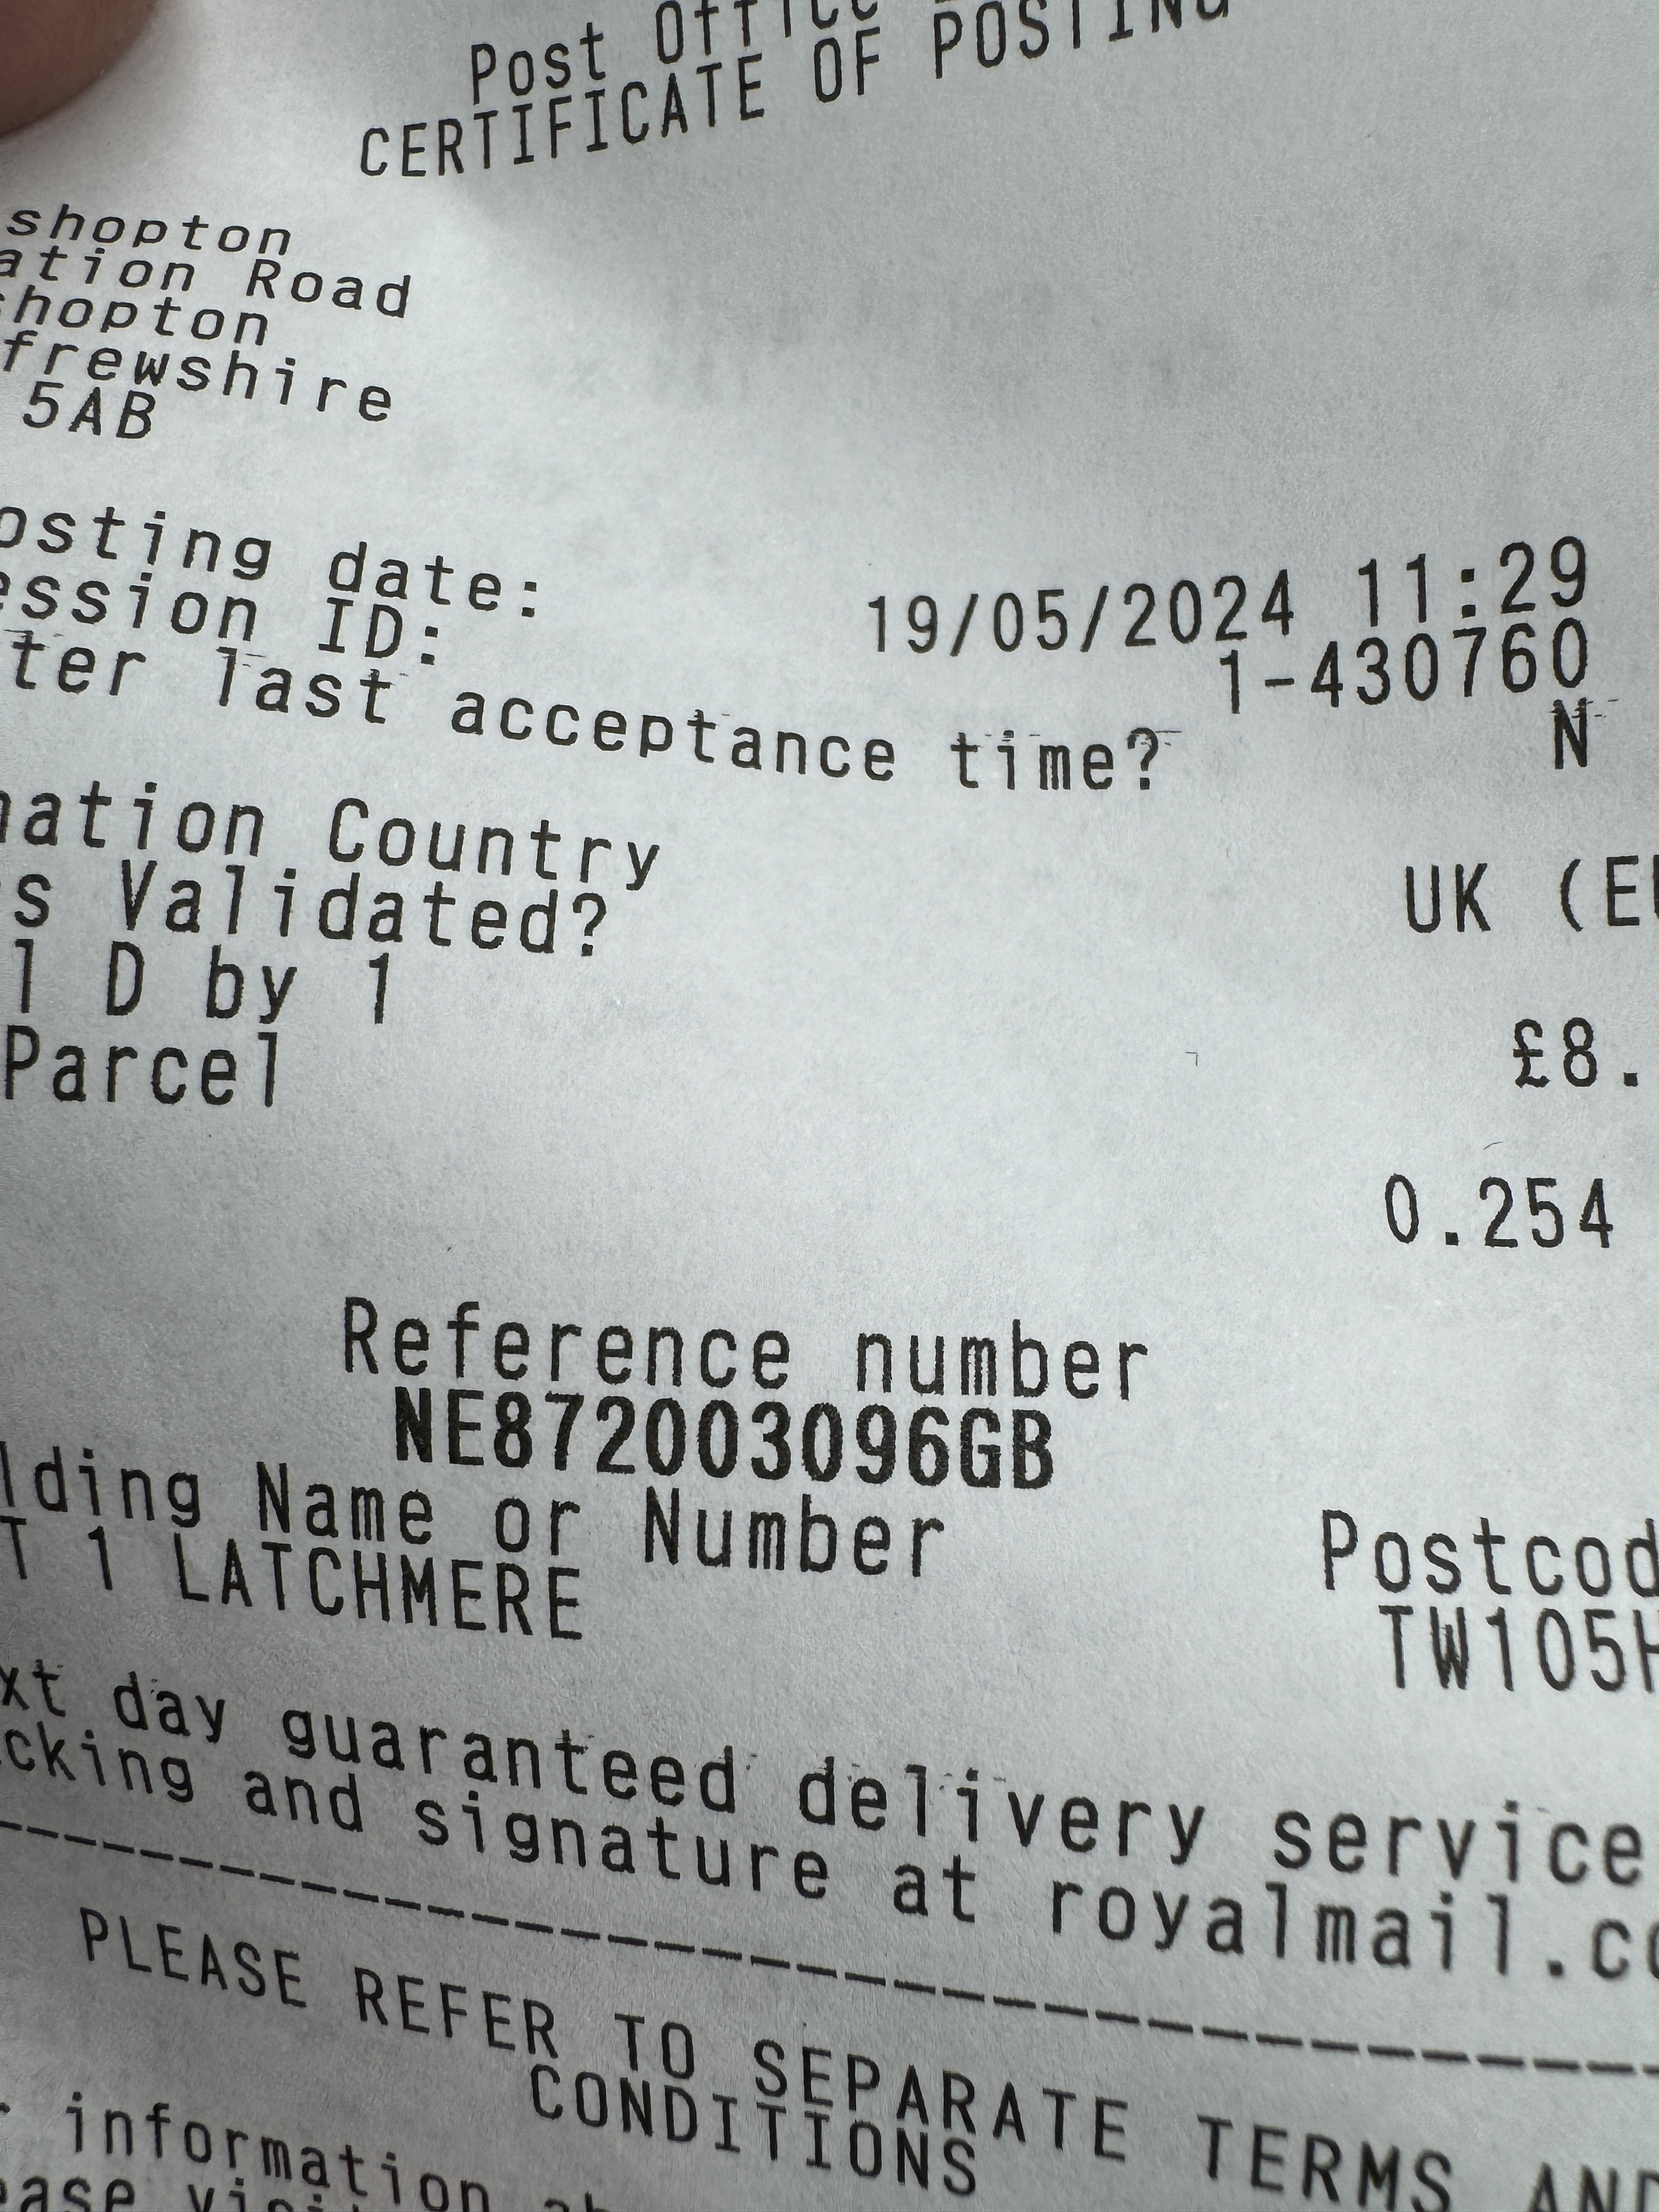 Post Office
CERTIFICATE OF POSTING
shopton
ation Road
hopton
frewshire
5AB
osting date: 19/05/2024 11:29
ession ID: 1-430760
ter last acceptance time? N
nation Country UK (EU
s Validated?
l D by 1 £8.
Parcel
0.254
Reference number
NE872003096GB
lding Name or Number Postcod
T 1 LATCHMERE TW105H
xt day guaranteed delivery service
cking and signature at royalmail.co
PLEASE REFER TO SEPARATE TERMS AND
CONDITIONS
information